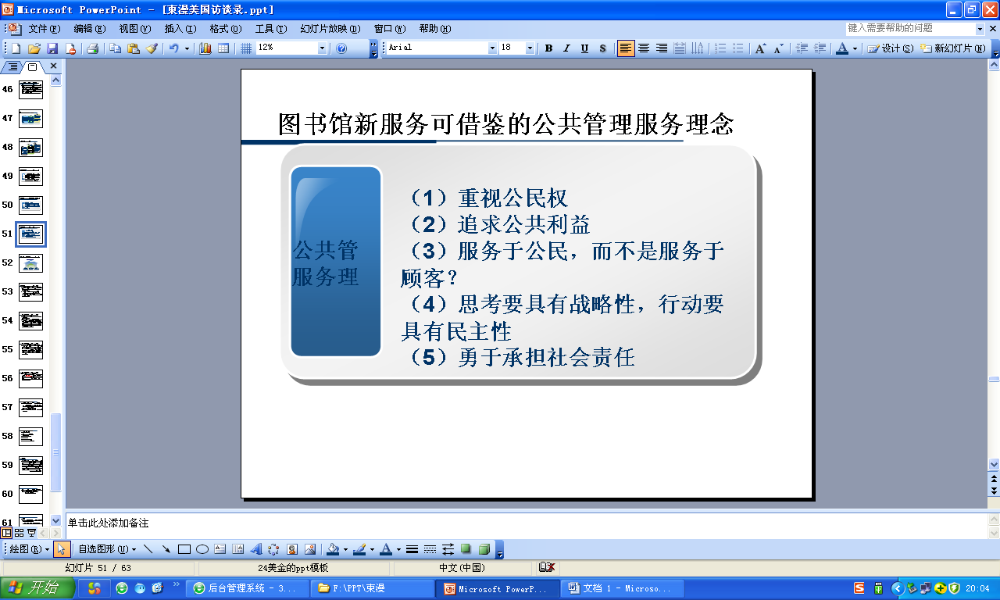 Microsoft PowerPoint - [束漫美国访谈录.ppt]
文件(F) 编辑(E) 视图(V) 插入(I) 格式(O) 工具(T) 幻灯片放映(D) 窗口(W) 帮助(H) 键入需要帮助的问题
12% Arial 18 B I U S A A A 设计(S) 新幻灯片(N)
46
47
48
49
50
51
52
53
54
55
56
57
58
59
60
61
图书馆新服务可借鉴的公共管理服务理念
公共管
服务理
（1）重视公民权
（2）追求公共利益
（3）服务于公民，而不是服务于
顾客？
（4）思考要具有战略性，行动要
具有民主性
（5）勇于承担社会责任
单击此处添加备注
绘图(R) 自选图形(U)
幻灯片 51 / 63 24美金的ppt模板 中文(中国)
开始 后台管理系统 - 3... F:\PPT\束漫 Microsoft PowerP... 文档 1 - Microso... 20:04